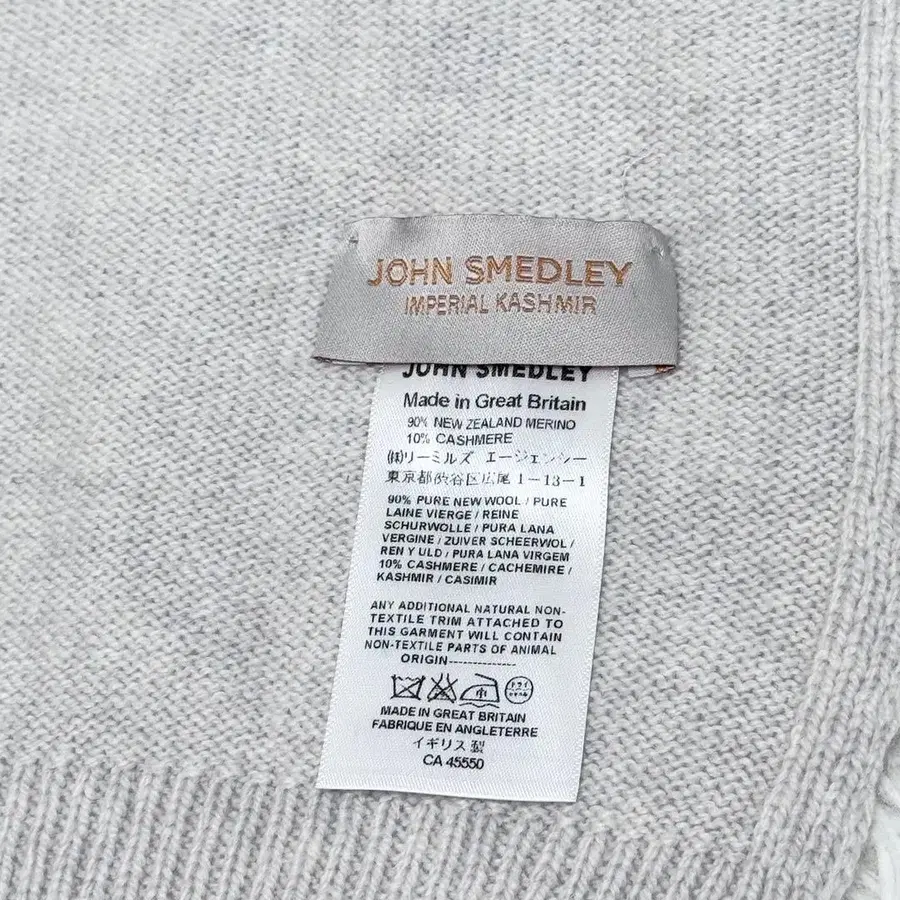 JOHN SMEDLEY
IMPERIAL KASHMIR
JOHN SMEDLEY
Made in Great Britain
90% NEW ZEALAND MERINO
10% CASHMERE
㈱リーミルズ エージェンシー
東京都渋谷区広尾1-13-1
90% PURE NEW WOOL / PURE
LAINE VIERGE / REINE
SCHURWOLLE / PURA LANA
VERGINE / ZUIVER SCHEERWOL /
REN Y ULD / PURA LANA VIRGEM
10% CASHMERE / CACHEMIRE /
KASHMIR / CASIMIR
ANY ADDITIONAL NATURAL NON-
TEXTILE TRIM ATTACHED TO
THIS GARMENT WILL CONTAIN
NON-TEXTILE PARTS OF ANIMAL
ORIGIN--------------
ドライ
MADE IN GREAT BRITAIN
FABRIQUE EN ANGLETERRE
イギリス製
CA 45550